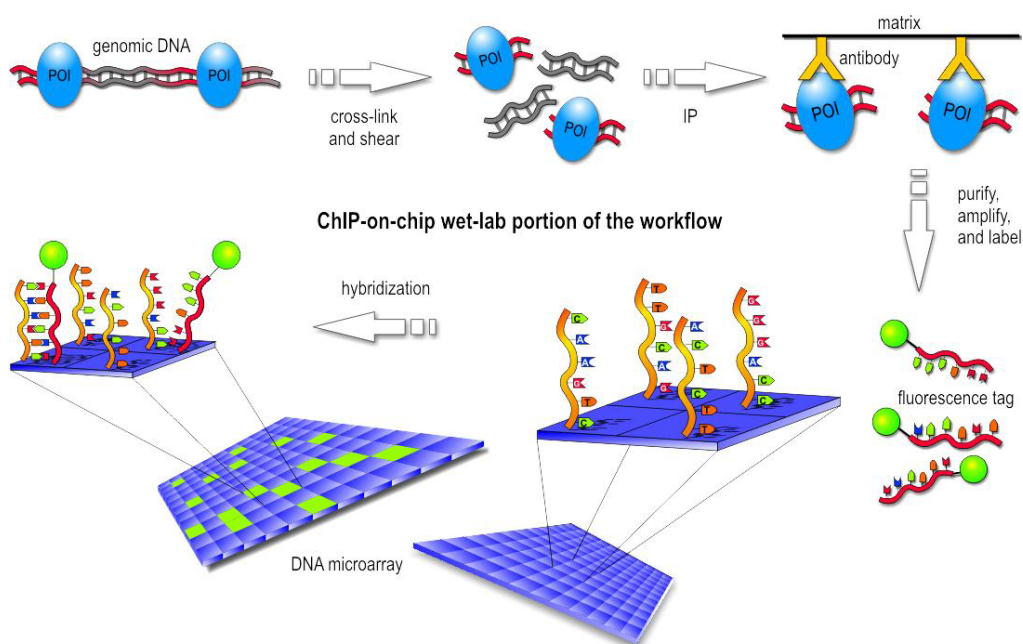 genomic DNA
POI
POI
cross-link
and shear
POI
POI
IP
matrix
antibody
POI
POI
purify,
amplify,
and label
ChIP-on-chip wet-lab portion of the workflow
hybridization
C
A
A
G
C
T
T
G
C
G
A
C
T
T
T
G
G
G
C
C
fluorescence tag
DNA microarray